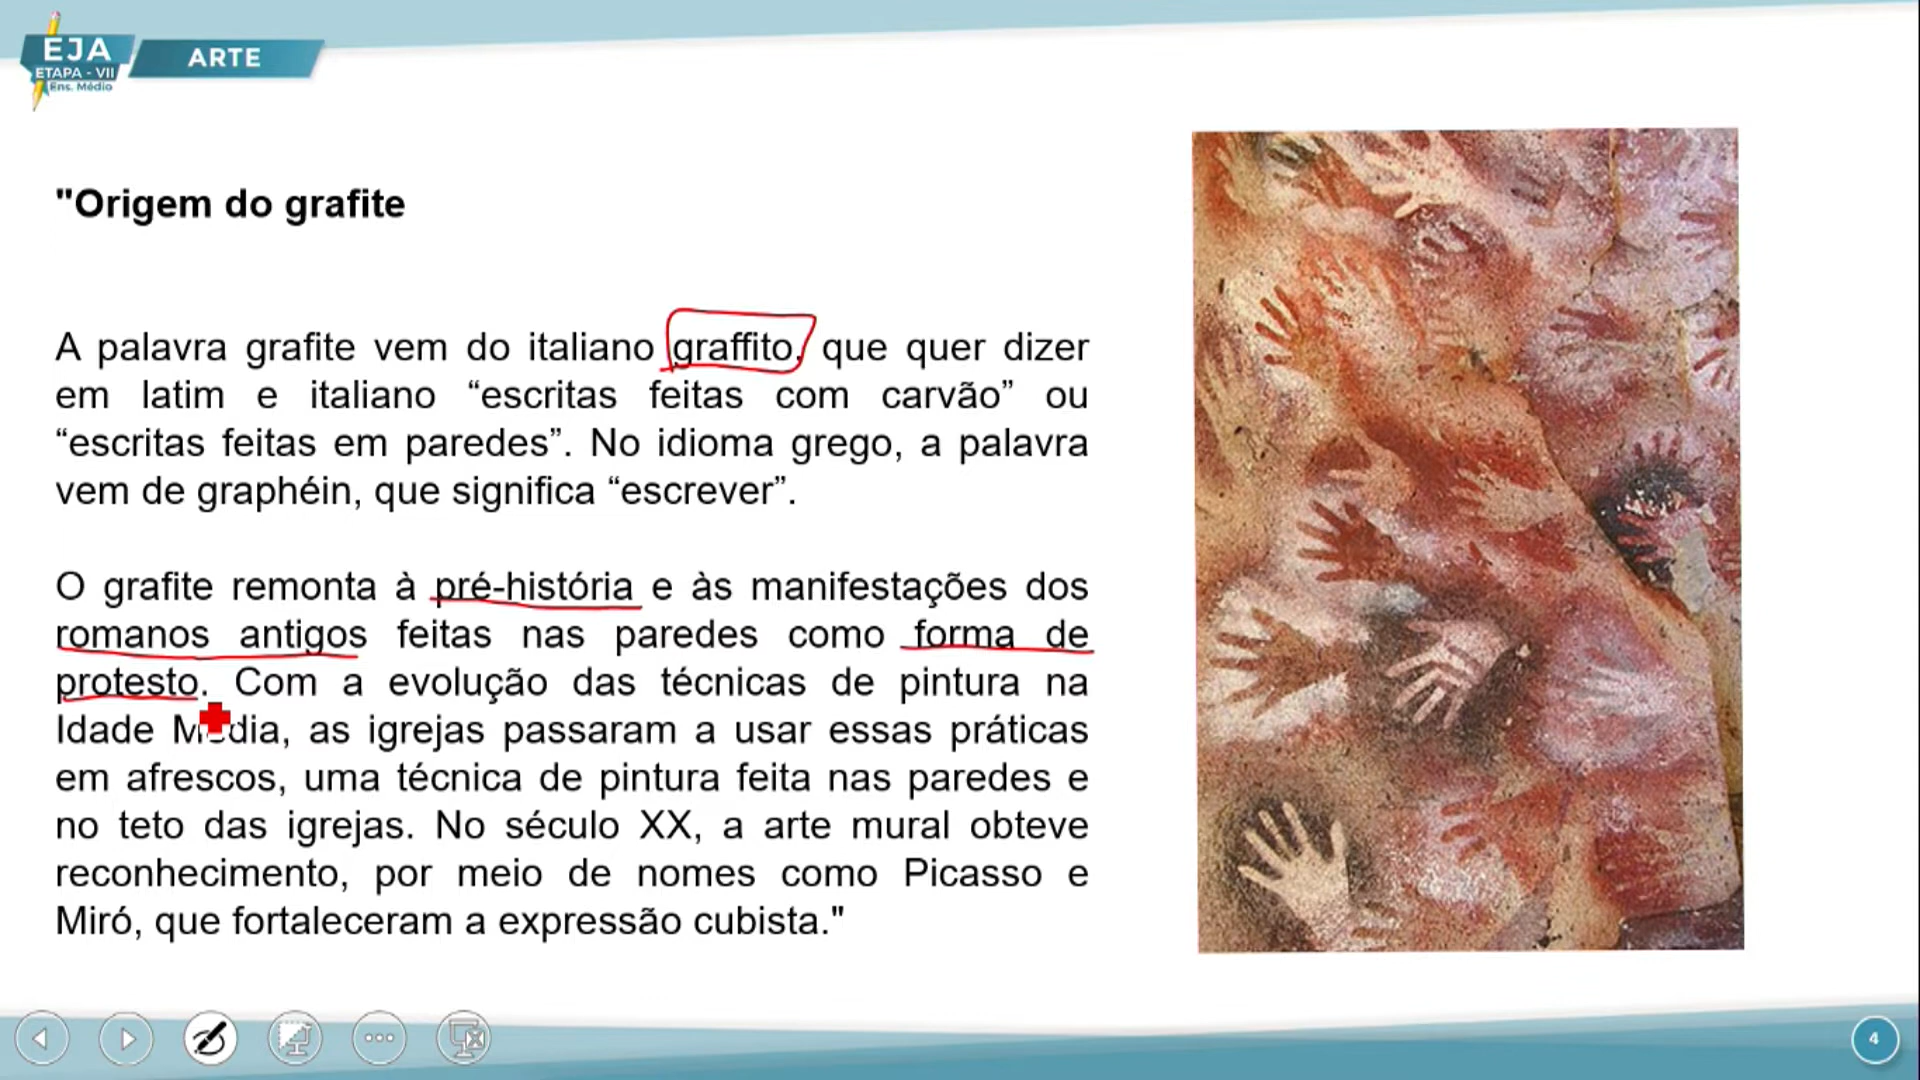 EJA
ETAPA - VII
Ens. Médio
ARTE
"Origem do grafite
A palavra grafite vem do italiano graffito, que quer dizer
em latim e italiano “escritas feitas com carvão” ou
“escritas feitas em paredes”. No idioma grego, a palavra
vem de graphéin, que significa “escrever”.
O grafite remonta à pré-história e às manifestações dos
romanos antigos feitas nas paredes como forma de
protesto. Com a evolução das técnicas de pintura na
Idade Média, as igrejas passaram a usar essas práticas
em afrescos, uma técnica de pintura feita nas paredes e
no teto das igrejas. No século XX, a arte mural obteve
reconhecimento, por meio de nomes como Picasso e
Miró, que fortaleceram a expressão cubista."
4